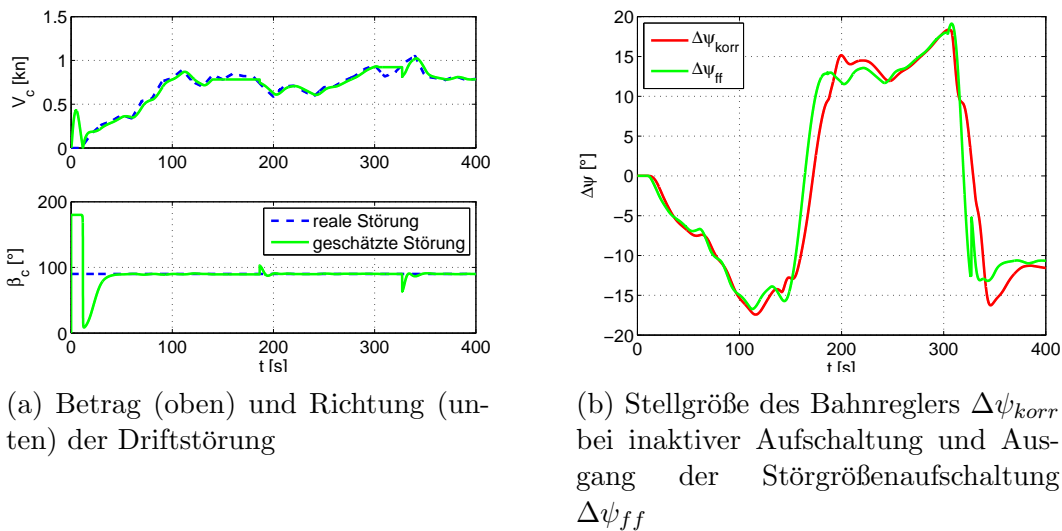 1.5
1
0.5
0
V_c [kn]
0 100 200 300 400
200
100
0
β_c [°]
reale Störung
geschätzte Störung
0 100 200 300 400
t [s]
(a) Betrag (oben) und Richtung (un-
ten) der Driftstörung
20
15
10
5
0
−5
−10
−15
−20
Δψ [°]
Δψ_korr
Δψ_ff
0 100 200 300 400
t [s]
(b) Stellgröße des Bahnreglers Δψ_korr
bei inaktiver Aufschaltung und Aus-
gang der Störgrößenaufschaltung
Δψ_ff